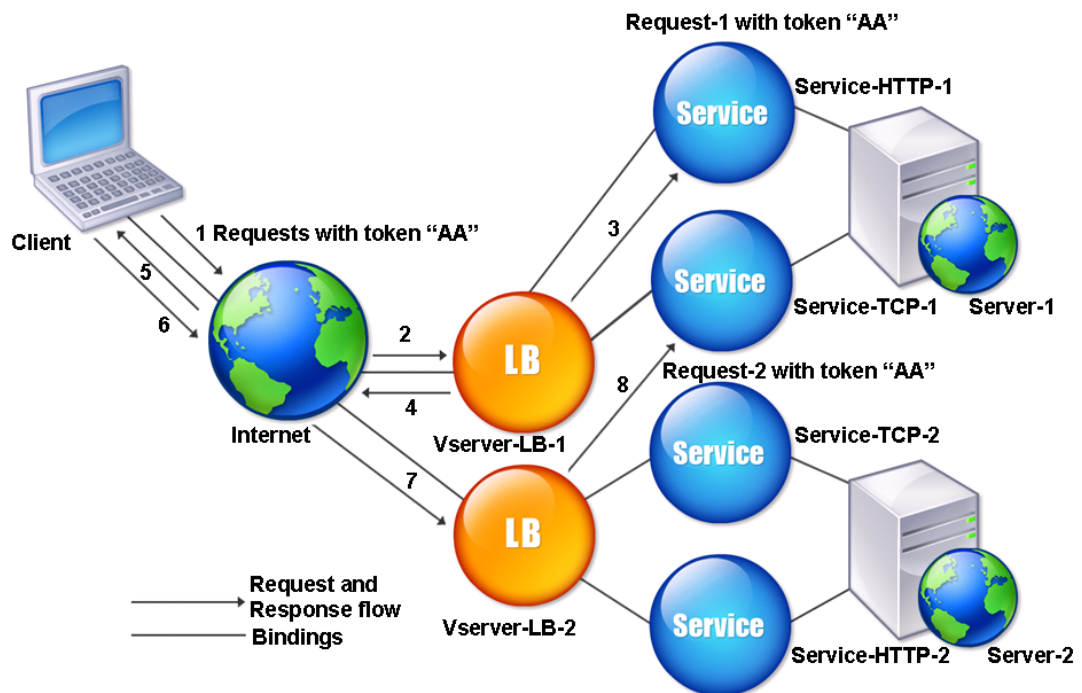 Request-1 with token “AA”
Service
Service-HTTP-1
Client
1 Requests with token “AA”
3
5
6
Service
Service-TCP-1
Server-1
2
LB
4
8
Request-2 with token “AA”
Internet
Vserver-LB-1
Service
Service-TCP-2
7
LB
Request and
Response flow
Bindings
Vserver-LB-2
Service
Service-HTTP-2
Server-2